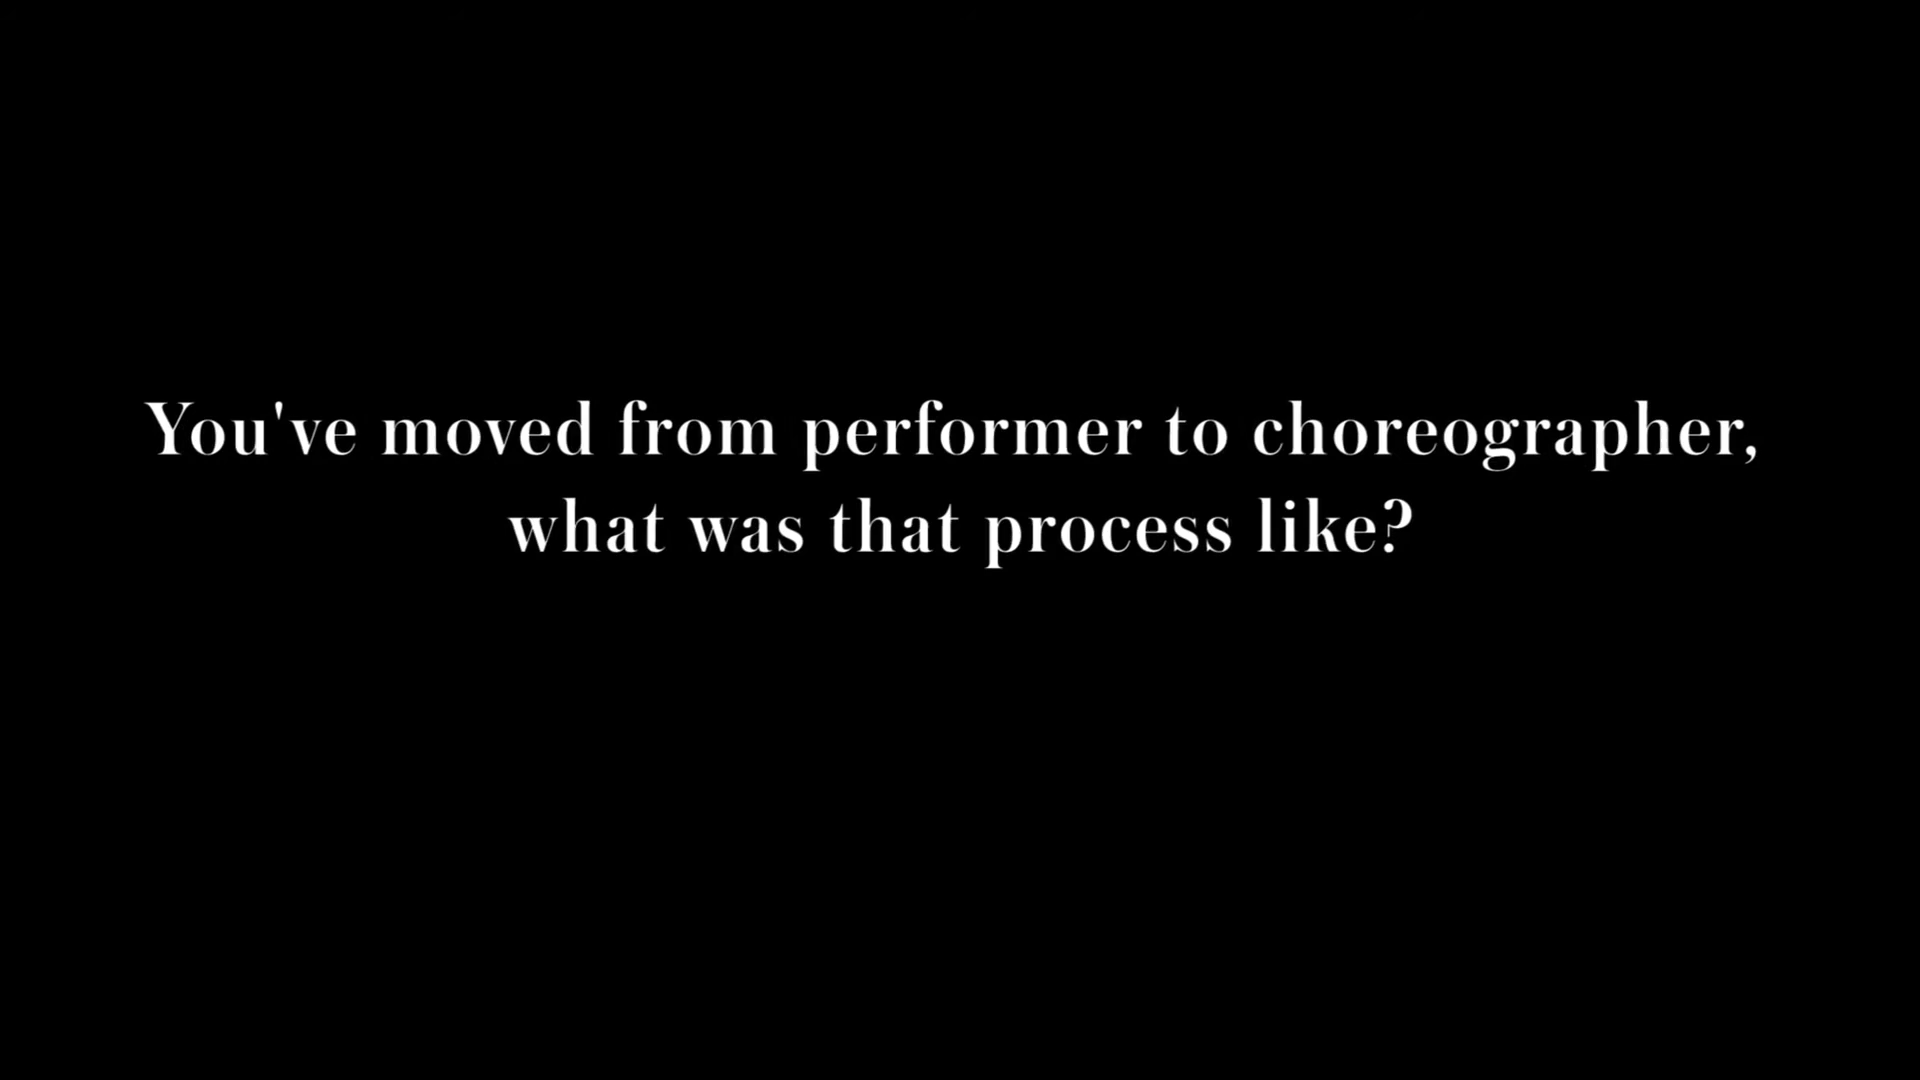 You've moved from performer to choreographer,
what was that process like?